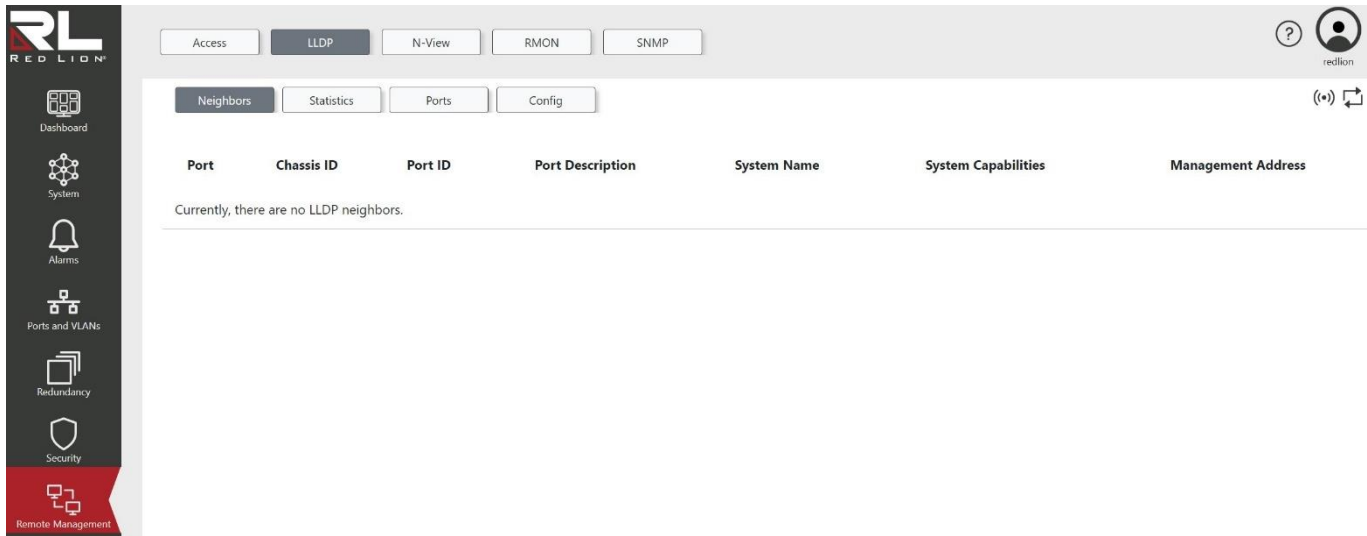 RL
RED LION®
Access LLDP N-View RMON SNMP ?
redlion
Neighbors Statistics Ports Config
Dashboard
Port Chassis ID Port ID Port Description System Name System Capabilities Management Address
System
Currently, there are no LLDP neighbors.
Alarms
Ports and VLANs
Redundancy
Security
Remote Management